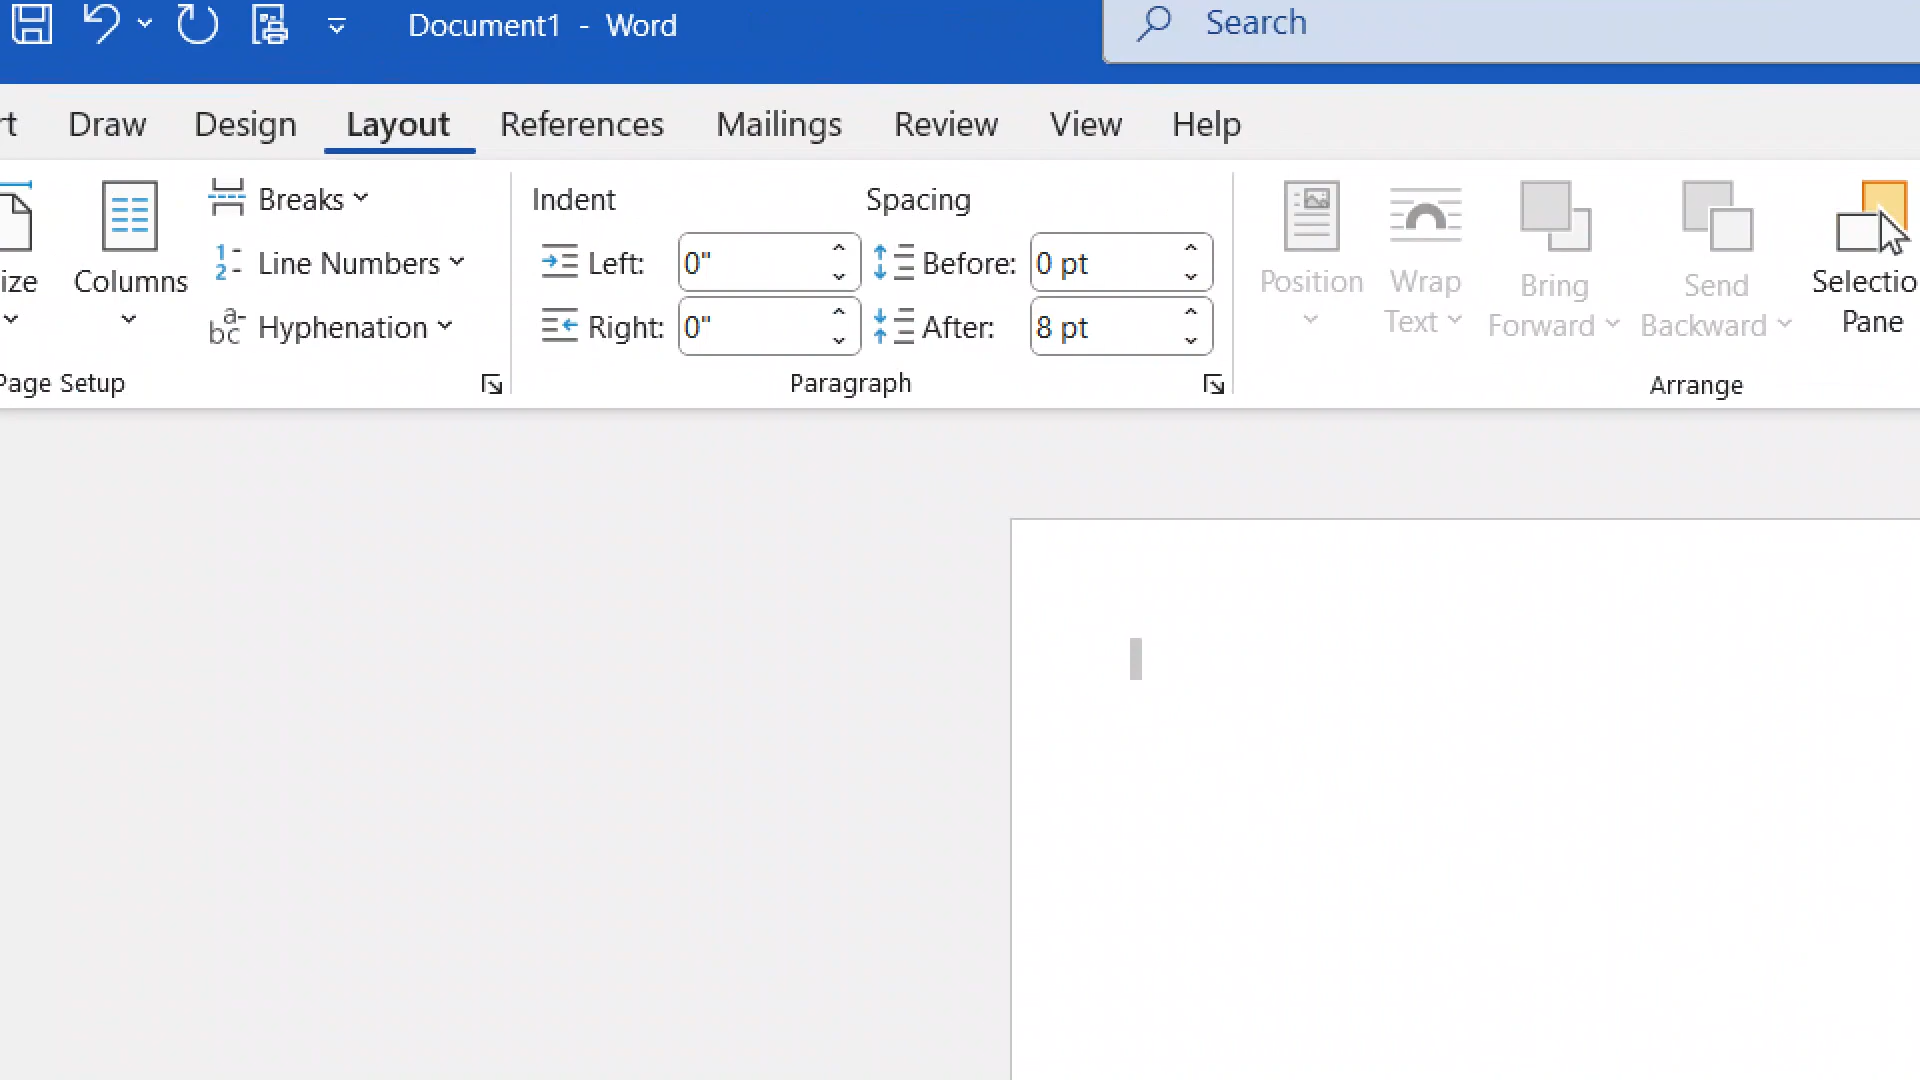 Document1 - Word
Search
rt Draw Design Layout References Mailings Review View Help
ize
Columns
Breaks
Line Numbers
Hyphenation
Page Setup
Indent
Left: 0"
Right: 0"
Spacing
Before: 0 pt
After: 8 pt
Paragraph
Position
Wrap
Text
Bring
Forward
Send
Backward
Selectio
Pane
Arrange